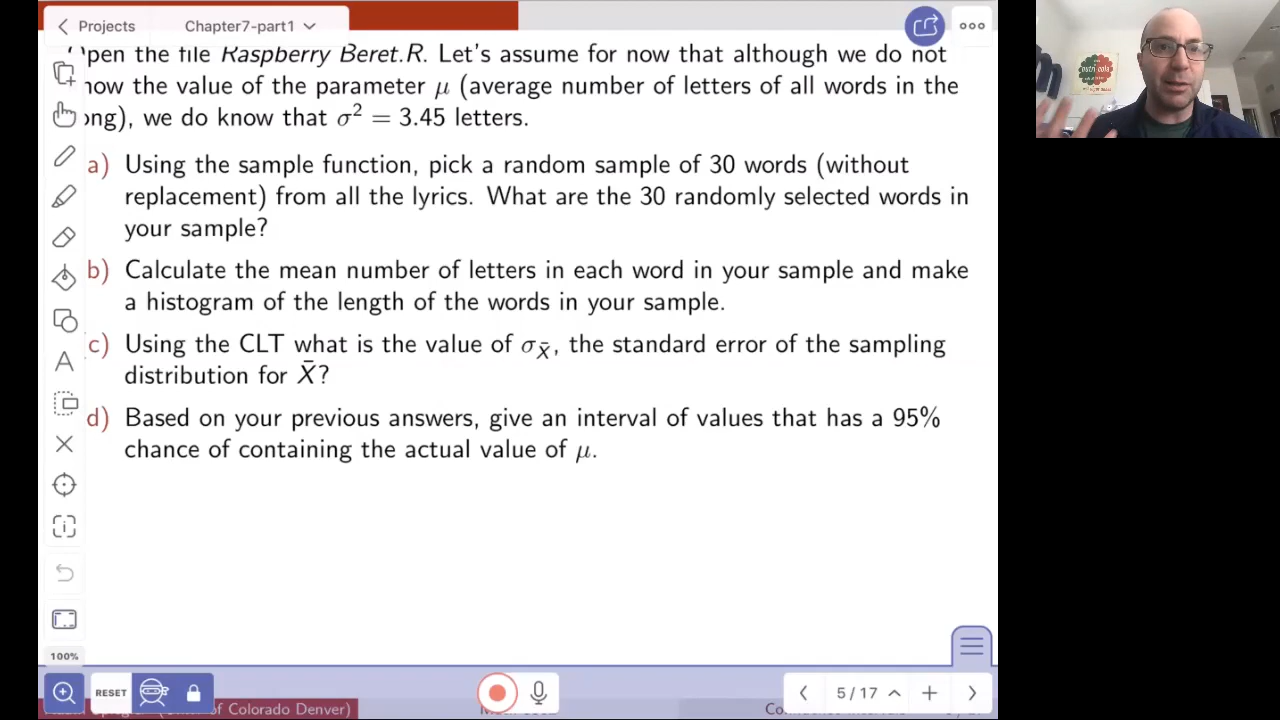 Projects
Chapter7-part1
pen the file Raspberry Beret.R. Let's assume for now that although we do not
now the value of the parameter μ (average number of letters of all words in the
ong), we do know that σ² = 3.45 letters.
a) Using the sample function, pick a random sample of 30 words (without
replacement) from all the lyrics. What are the 30 randomly selected words in
your sample?
b) Calculate the mean number of letters in each word in your sample and make
a histogram of the length of the words in your sample.
c) Using the CLT what is the value of σ_X̄, the standard error of the sampling
distribution for X̄?
d) Based on your previous answers, give an interval of values that has a 95%
chance of containing the actual value of μ.
100%
RESET
5/17
of Colorado Denver)
nutri cola